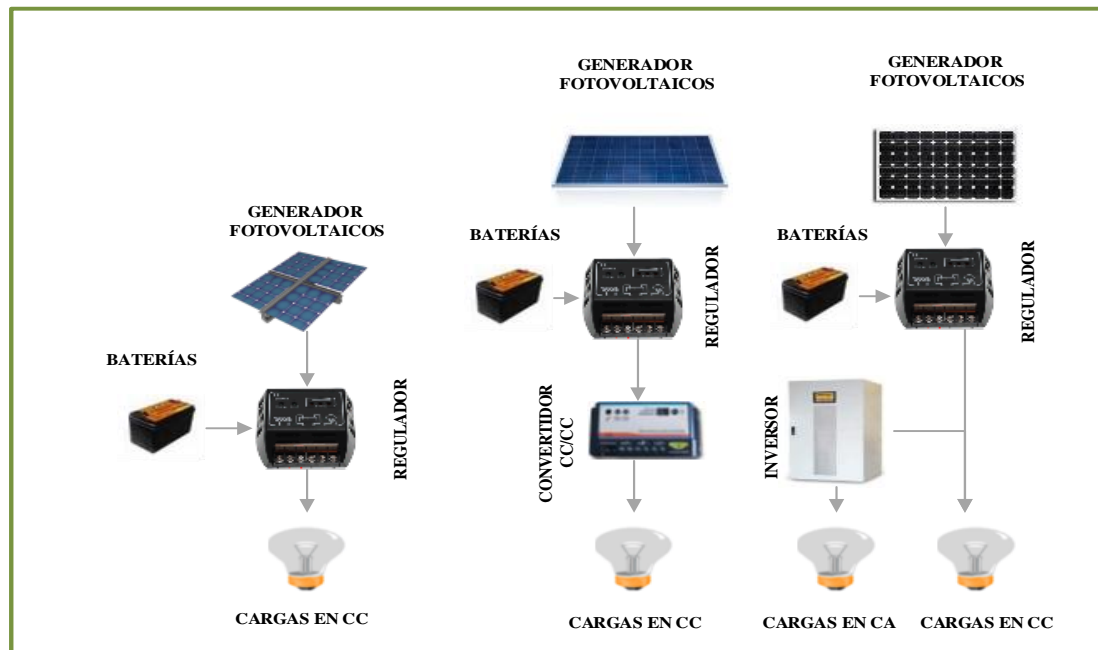 GENERADOR
FOTOVOLTAICOS
BATERÍAS
REGULADOR
CARGAS EN CC
GENERADOR
FOTOVOLTAICOS
BATERÍAS
REGULADOR
CONVERTIDOR
CC/CC
CARGAS EN CC
GENERADOR
FOTOVOLTAICOS
BATERÍAS
REGULADOR
INVERSOR
CARGAS EN CA
CARGAS EN CC